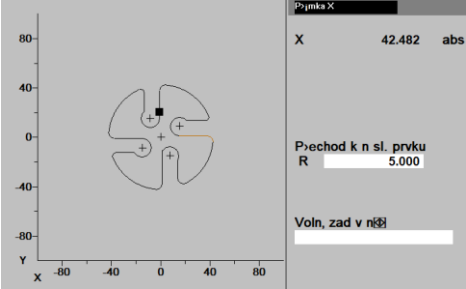 P›ýmka X
X 42.482 abs
80
40
0
-40
-80
Y
X -80 -40 0 40 80
P›echod k n sl. prvku
R 5.000
Voln, zad v n